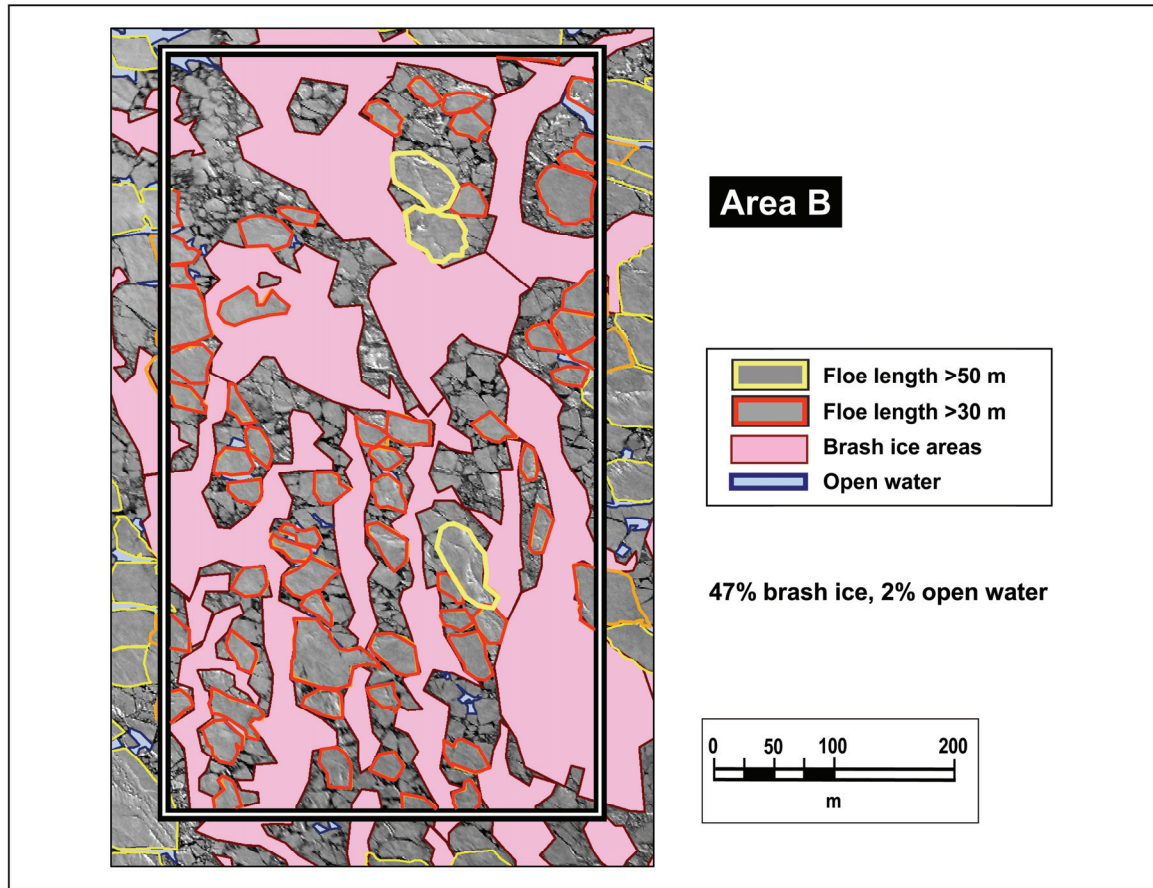 Area B
Floe length >50 m
Floe length >30 m
Brash ice areas
Open water
47% brash ice, 2% open water
0 50 100 200
m